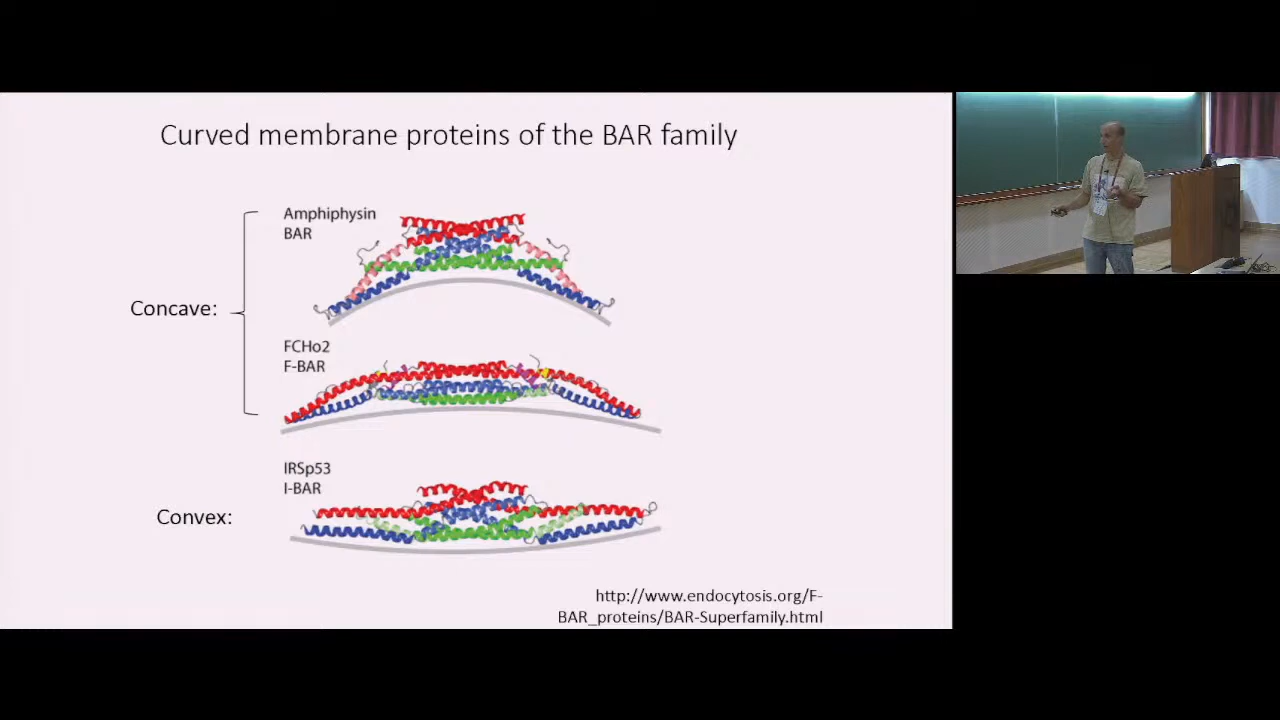 Curved membrane proteins of the BAR family
Amphiphysin
BAR
Concave:
FCHo2
F-BAR
IRSp53
I-BAR
Convex:
http://www.endocytosis.org/F-
BAR_proteins/BAR-Superfamily.html